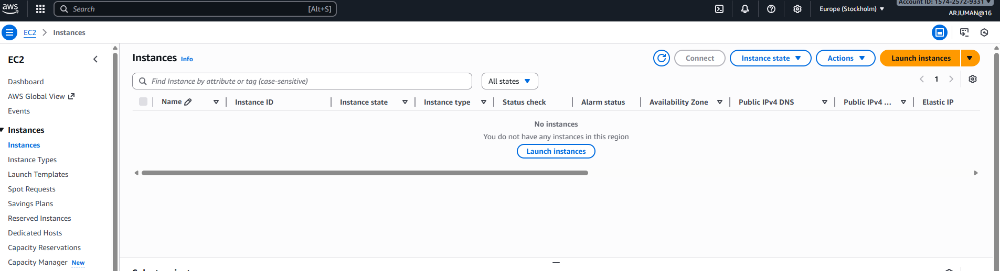 aws
Search [Alt+S]
Europe (Stockholm)
Account ID: 1574-2572-9331
ARJUMAN@16
EC2 Instances
EC2
Dashboard
AWS Global View
Events
Instances
Instances
Instance Types
Launch Templates
Spot Requests
Savings Plans
Reserved Instances
Dedicated Hosts
Capacity Reservations
Capacity Manager New
Instances Info
Connect Instance state Actions Launch instances
Find Instance by attribute or tag (case-sensitive) All states 1
Name Instance ID Instance state Instance type Status check Alarm status Availability Zone Public IPv4 DNS Public IPv4 ... Elastic IP
No instances
You do not have any instances in this region
Launch instances